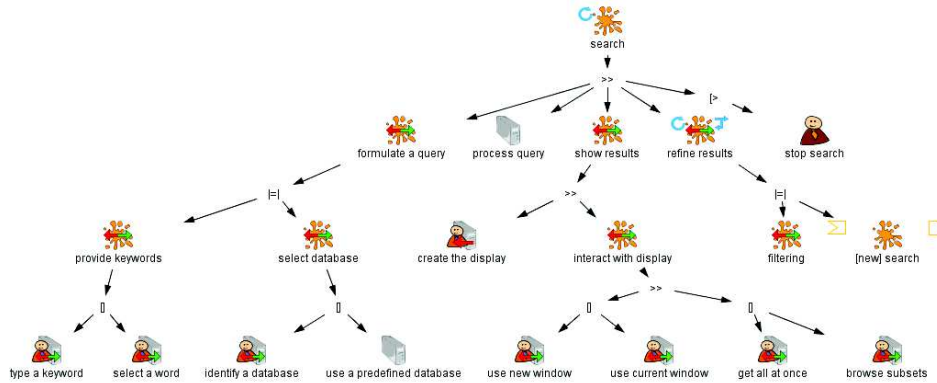 search
>>
[>
formulate a query
process query
show results
refine results
stop search
|=|
>>
|=|
provide keywords
select database
create the display
interact with display
filtering
[new] search
[]
[]
>>
[]
[]
type a keyword
select a word
identify a database
use a predefined database
use new window
use current window
get all at once
browse subsets